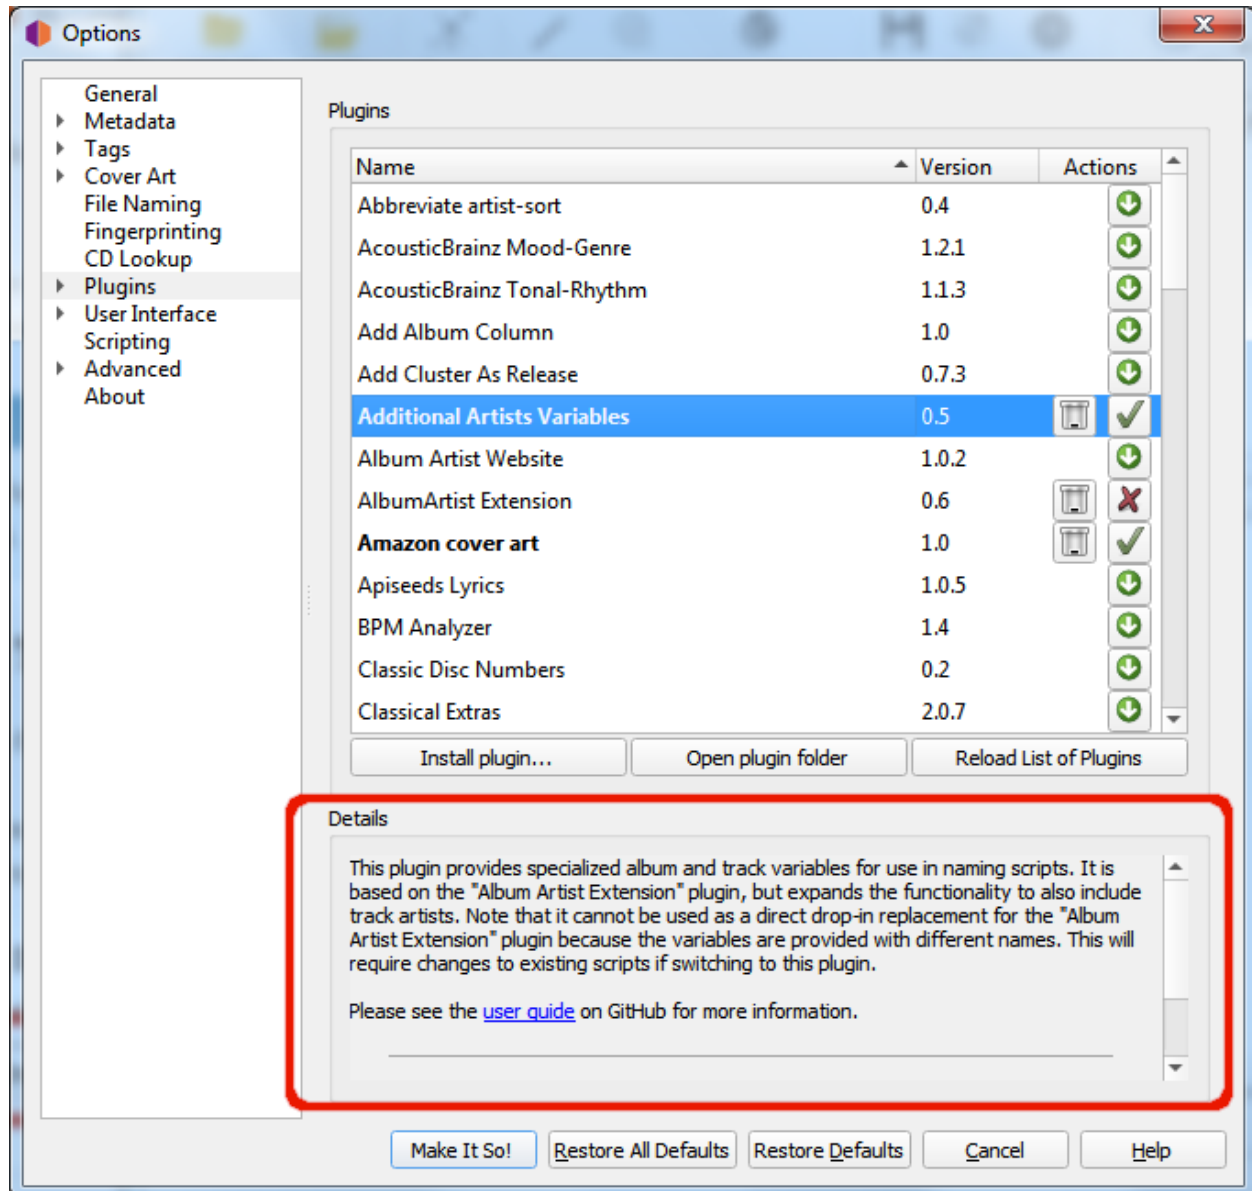 Options
General
Metadata
Tags
Cover Art
File Naming
Fingerprinting
CD Lookup
Plugins
User Interface
Scripting
Advanced
About
Plugins
Name Version Actions
Abbreviate artist-sort 0.4
AcousticBrainz Mood-Genre 1.2.1
AcousticBrainz Tonal-Rhythm 1.1.3
Add Album Column 1.0
Add Cluster As Release 0.7.3
Additional Artists Variables 0.5
Album Artist Website 1.0.2
AlbumArtist Extension 0.6
Amazon cover art 1.0
Apiseeds Lyrics 1.0.5
BPM Analyzer 1.4
Classic Disc Numbers 0.2
Classical Extras 2.0.7
Install plugin... Open plugin folder Reload List of Plugins
Details
This plugin provides specialized album and track variables for use in naming scripts. It is
based on the "Album Artist Extension" plugin, but expands the functionality to also include
track artists. Note that it cannot be used as a direct drop-in replacement for the "Album
Artist Extension" plugin because the variables are provided with different names. This will
require changes to existing scripts if switching to this plugin.
Please see the user guide on GitHub for more information.
Make It So! Restore All Defaults Restore Defaults Cancel Help